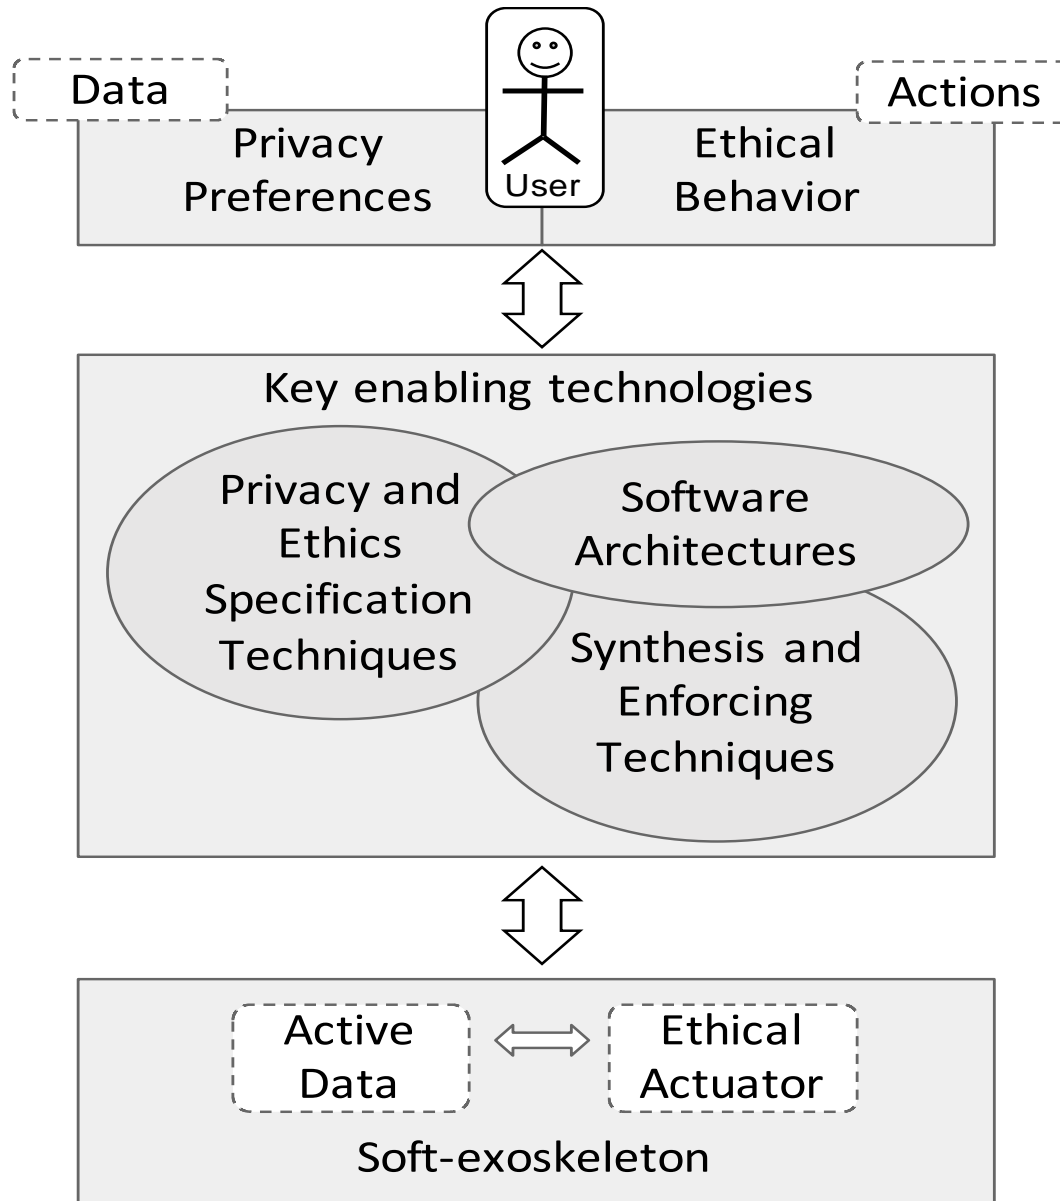 Data
Actions
Privacy
Preferences
User
Ethical
Behavior
Key enabling technologies
Privacy and
Ethics
Specification
Techniques
Software
Architectures
Synthesis and
Enforcing
Techniques
Active
Data
Ethical
Actuator
Soft-exoskeleton